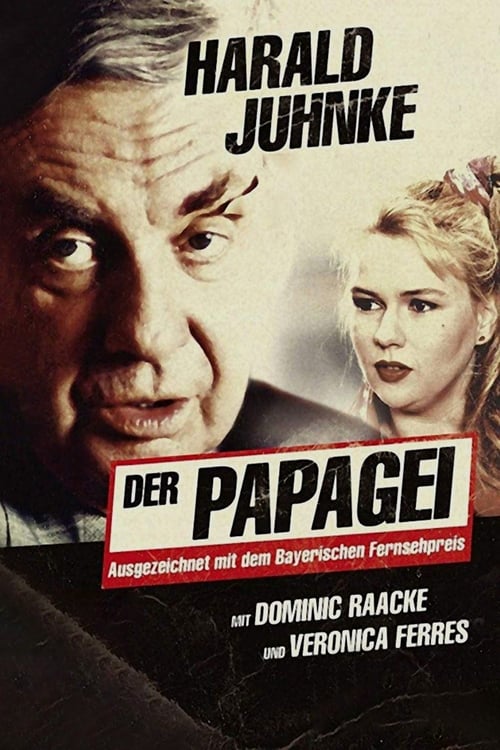 HARALD
JUHNKE
DER PAPAGEI
Ausgezeichnet mit dem Bayerischen Fernsehpreis
MIT DOMINIC RAACKE
UND VERONICA FERRES